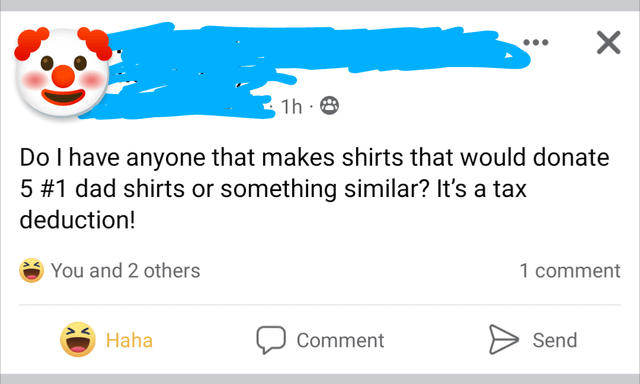 · 1h ·
Do I have anyone that makes shirts that would donate
5 #1 dad shirts or something similar? It’s a tax
deduction!
You and 2 others 1 comment
Haha Comment Send